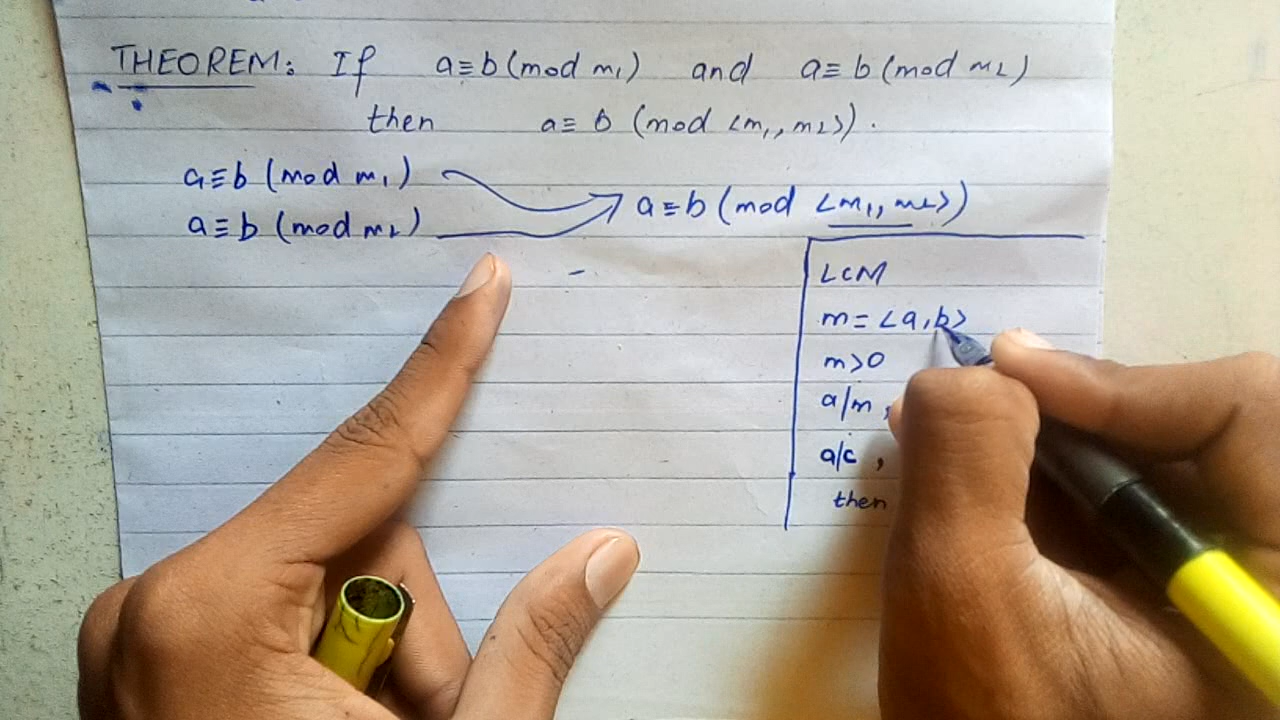 THEOREM: If a≡b (mod m₁) and a≡b (mod m₂)
then a≡ b (mod <m₁, m₂>).
a≡b (mod m₁)
a≡b (mod m₂)
a≡b (mod <m₁, m₂>)
LCM
m = <a, b>
m>0
a/m ,
a/c ,
then